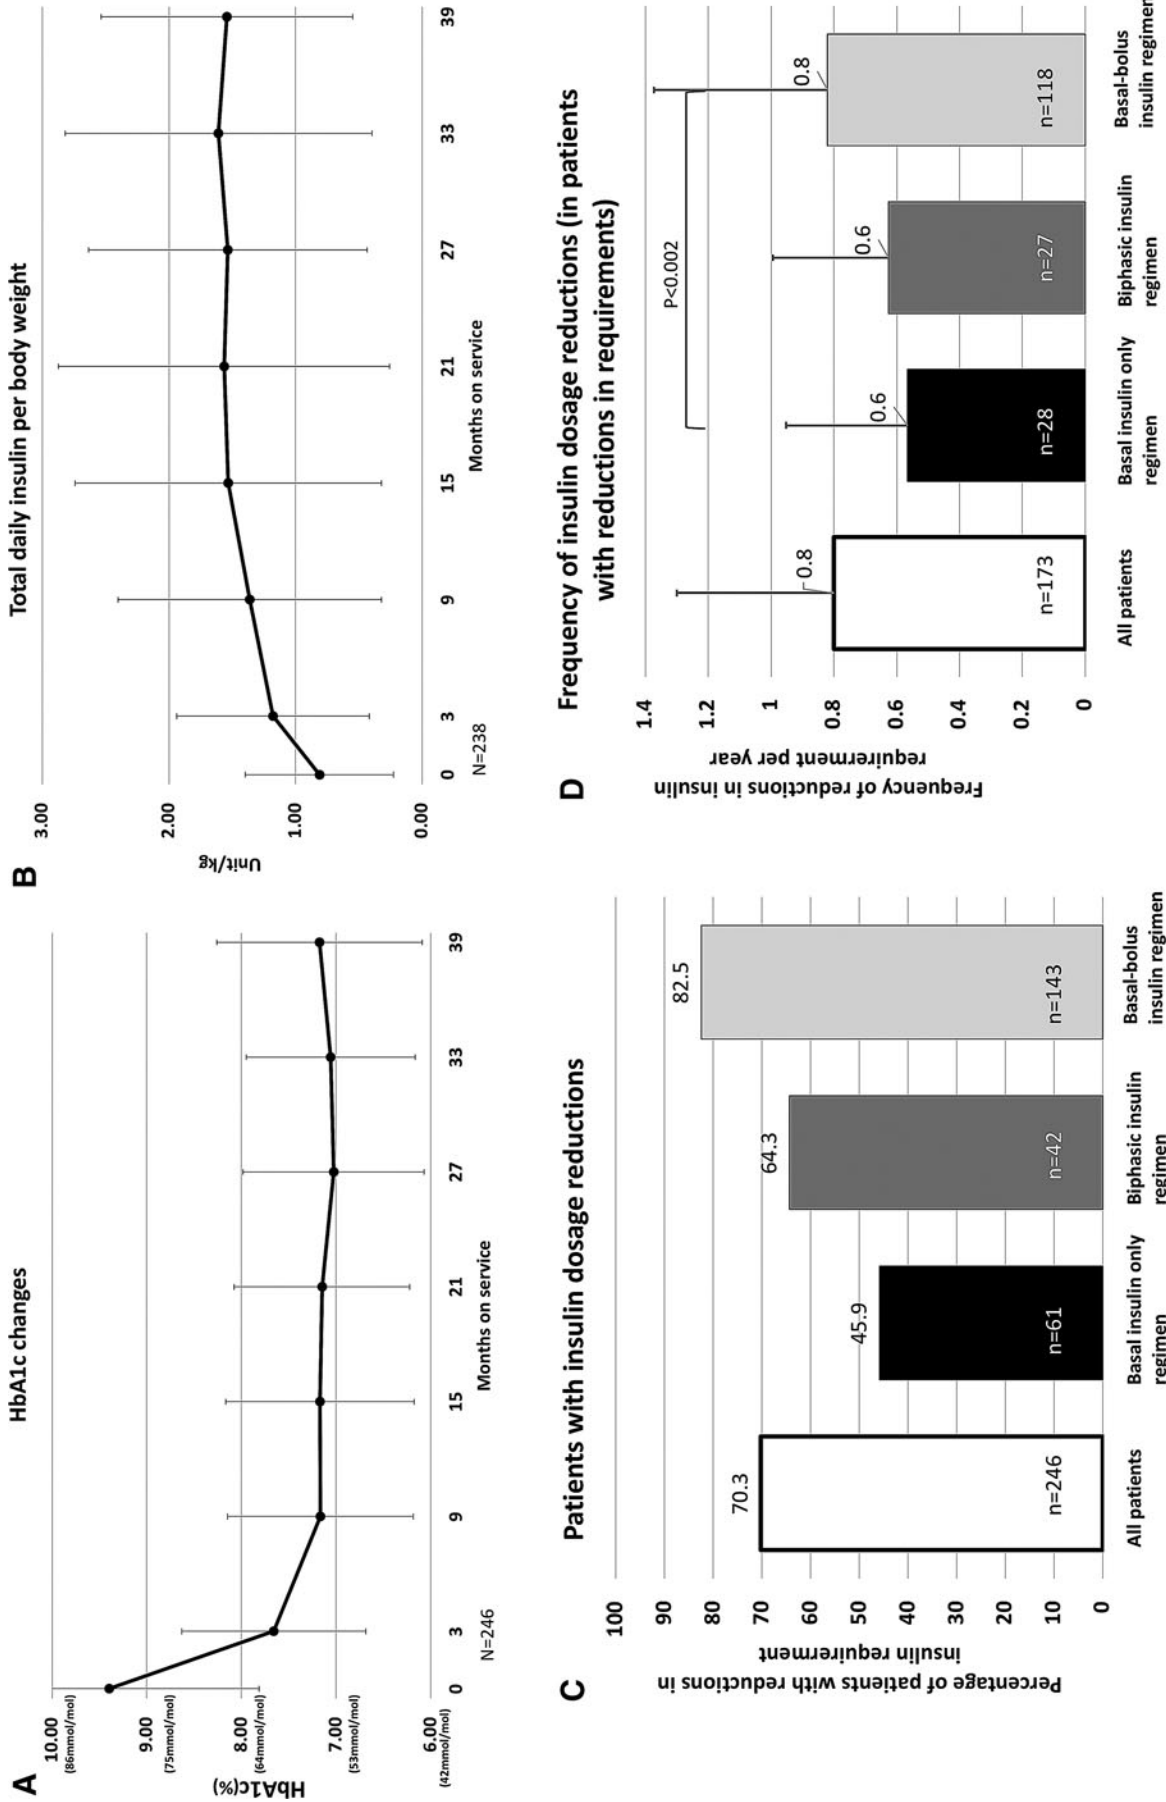 A
HbA1c changes
HbA1c(%)
10.00
(86mmol/mol)
9.00
(75mmol/mol)
8.00
(64mmol/mol)
7.00
(53mmol/mol)
6.00
(42mmol/mol)
0 3 9 15 21 27 33 39
N=246
Months on service
B
Total daily insulin per body weight
Unit/kg
3.00
2.00
1.00
0.00
0 3 9 15 21 27 33 39
N=238
Months on service
C
Patients with insulin dosage reductions
Percentage of patients with reductions in
insulin requirement
100
90
80
70
60
50
40
30
20
10
0
70.3
45.9
64.3
82.5
n=246
n=61
n=42
n=143
All patients
Basal insulin only
regimen
Biphasic insulin
regimen
Basal-bolus
insulin regimen
D
Frequency of insulin dosage reductions (in patients
with reductions in requirements)
Frequency of reductions in insulin
requirerment per year
1.4
1.2
1
0.8
0.6
0.4
0.2
0
P<0.002
0.8
0.6
0.6
0.8
n=173
n=28
n=27
n=118
All patients
Basal insulin only
regimen
Biphasic insulin
regimen
Basal-bolus
insulin regimen